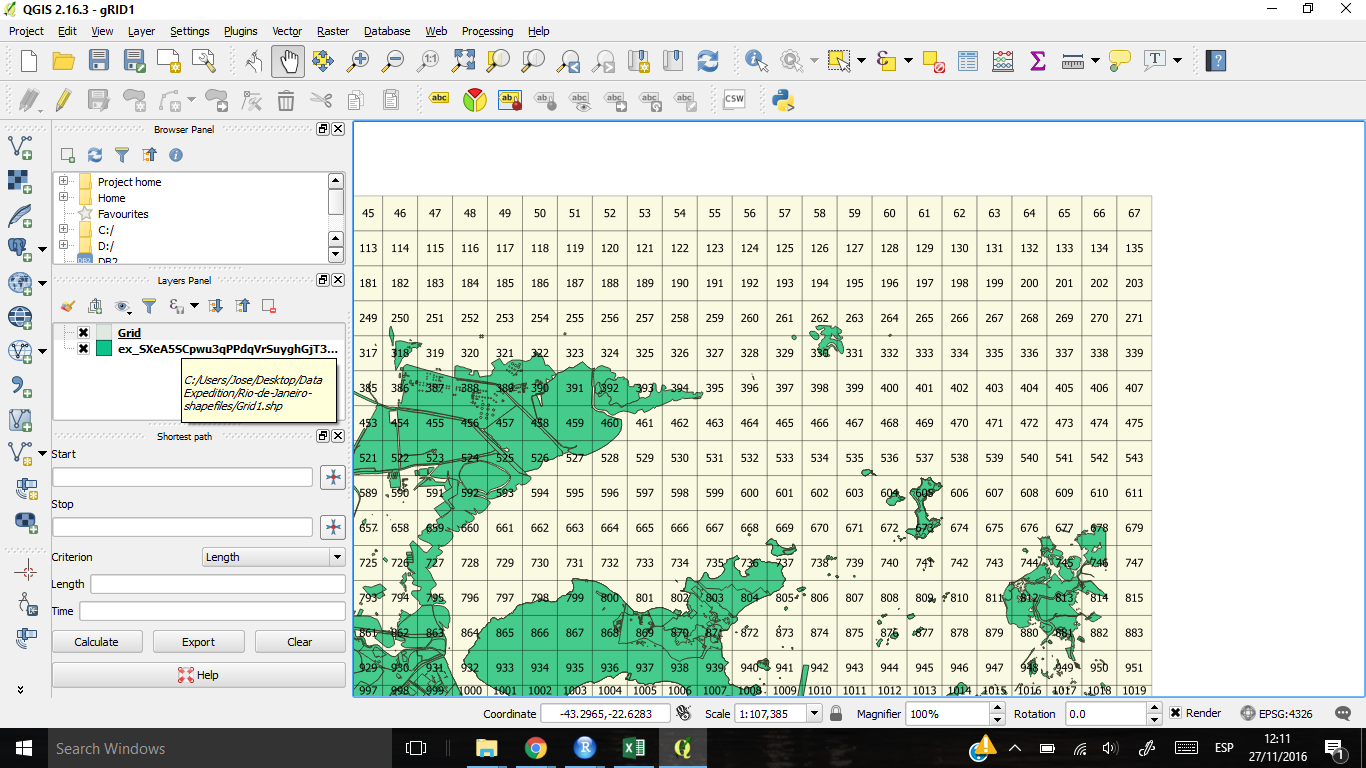 QGIS 2.16.3 - gRID1
Project Edit View Layer Settings Plugins Vector Raster Database Web Processing Help
abc
CSW
Browser Panel
Project home
Home
Favourites
C:/
D:/
DB2
Layers Panel
Grid
ex_SXeA5SCpwu3qPPdqVrSuyghGjT3...
C:/Users/Jose/Desktop/Data
Expedition/Rio-de-Janeiro-
shapefiles/Grid1.shp
Shortest path
Start
Stop
Criterion Length
Length
Time
Calculate Export Clear
Help
45 46 47 48 49 50 51 52 53 54 55 56 57 58 59 60 61 62 63 64 65 66 67
113 114 115 116 117 118 119 120 121 122 123 124 125 126 127 128 129 130 131 132 133 134 135
181 182 183 184 185 186 187 188 189 190 191 192 193 194 195 196 197 198 199 200 201 202 203
249 250 251 252 253 254 255 256 257 258 259 260 261 262 263 264 265 266 267 268 269 270 271
317 318 319 320 321 322 323 324 325 326 327 328 329 330 331 332 333 334 335 336 337 338 339
385 386 387 388 389 390 391 392 393 394 395 396 397 398 399 400 401 402 403 404 405 406 407
453 454 455 456 457 458 459 460 461 462 463 464 465 466 467 468 469 470 471 472 473 474 475
521 522 523 524 525 526 527 528 529 530 531 532 533 534 535 536 537 538 539 540 541 542 543
589 590 591 592 593 594 595 596 597 598 599 600 601 602 603 604 605 606 607 608 609 610 611
657 658 659 660 661 662 663 664 665 666 667 668 669 670 671 672 673 674 675 676 677 678 679
725 726 727 728 729 730 731 732 733 734 735 736 737 738 739 740 741 742 743 744 745 746 747
793 794 795 796 797 798 799 800 801 802 803 804 805 806 807 808 809 810 811 812 813 814 815
861 862 863 864 865 866 867 868 869 870 871 872 873 874 875 876 877 878 879 880 881 882 883
929 930 931 932 933 934 935 936 937 938 939 940 941 942 943 944 945 946 947 948 949 950 951
997 998 999 1000 1001 1002 1003 1004 1005 1006 1007 1008 1009 1010 1011 1012 1013 1014 1015 1016 1017 1018 1019
Coordinate -43.2965,-22.6283 Scale 1:107,385 Magnifier 100% Rotation 0.0 Render EPSG:4326
Search Windows
ESP
12:11
27/11/2016
1